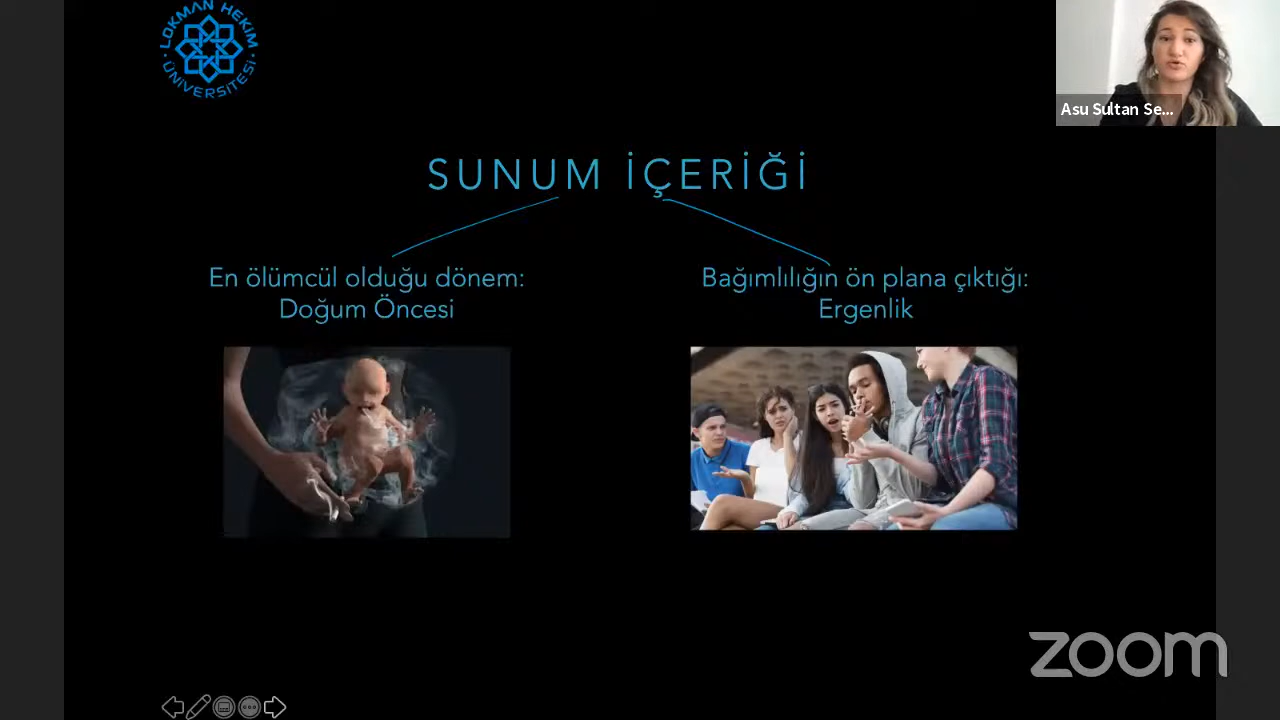 LOKMAN HEKİM
ÜNİVERSİTESİ
Asu Sultan Se...
SUNUM İÇERİĞİ
En ölümcül olduğu dönem:
Doğum Öncesi
Bağımlılığın ön plana çıktığı:
Ergenlik
zoom